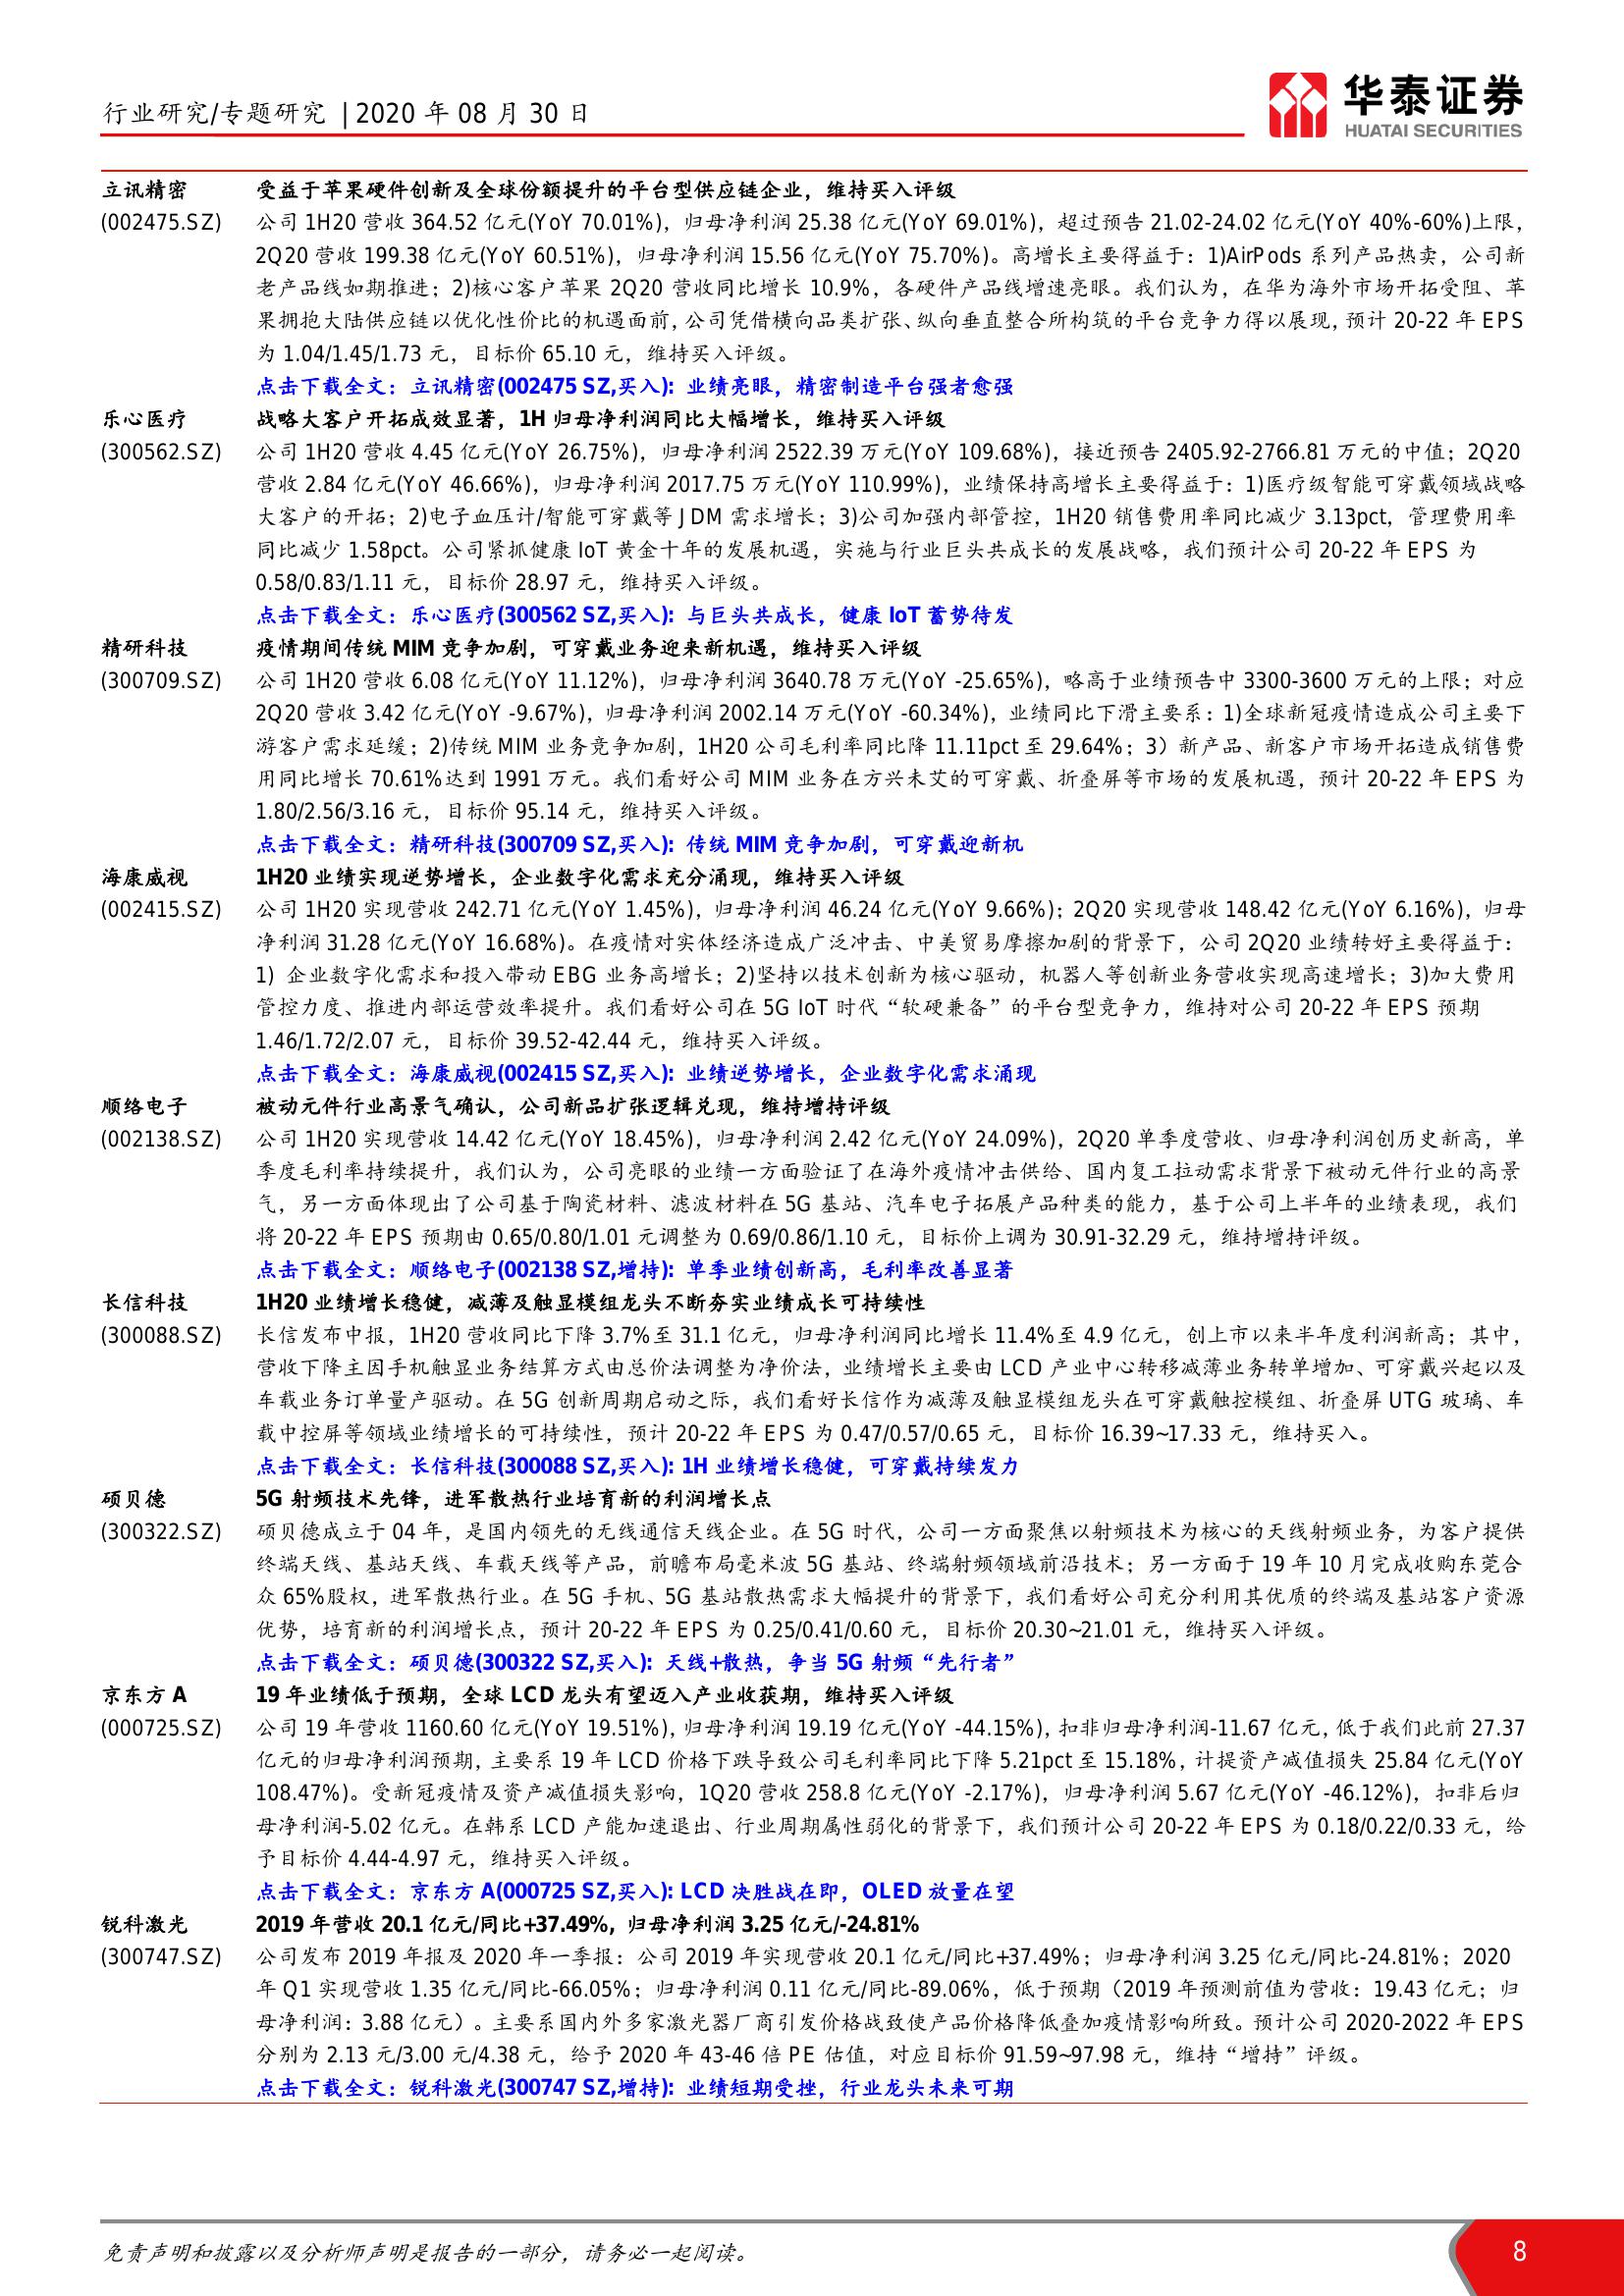 行业研究/专题研究 | 2020 年 08 月 30 日
华泰证券
HUATAI SECURITIES
立讯精密 受益于苹果硬件创新及全球份额提升的平台型供应链企业，维持买入评级
(002475.SZ) 公司 1H20 营收 364.52 亿元(YoY 70.01%)，归母净利润 25.38 亿元(YoY 69.01%)，超过预告 21.02-24.02 亿元(YoY 40%-60%)上限，
2Q20 营收 199.38 亿元(YoY 60.51%)，归母净利润 15.56 亿元(YoY 75.70%)。高增长主要得益于：1)AirPods 系列产品热卖，公司新
老产品线如期推进；2)核心客户苹果 2Q20 营收同比增长 10.9%，各硬件产品线增速亮眼。我们认为，在华为海外市场开拓受阻、苹
果拥抱大陆供应链以优化性价比的机遇面前，公司凭借横向品类扩张、纵向垂直整合所构筑的平台竞争力得以展现，预计 20-22 年 EPS
为 1.04/1.45/1.73 元，目标价 65.10 元，维持买入评级。
点击下载全文：立讯精密(002475 SZ,买入): 业绩亮眼，精密制造平台强者愈强
乐心医疗 战略大客户开拓成效显著，1H 归母净利润同比大幅增长，维持买入评级
(300562.SZ) 公司 1H20 营收 4.45 亿元(YoY 26.75%)，归母净利润 2522.39 万元(YoY 109.68%)，接近预告 2405.92-2766.81 万元的中值；2Q20
营收 2.84 亿元(YoY 46.66%)，归母净利润 2017.75 万元(YoY 110.99%)，业绩保持高增长主要得益于：1)医疗级智能可穿戴领域战略
大客户的开拓；2)电子血压计/智能可穿戴等 JDM 需求增长；3)公司加强内部管控，1H20 销售费用率同比减少 3.13pct，管理费用率
同比减少 1.58pct。公司紧抓健康 IoT 黄金十年的发展机遇，实施与行业巨头共成长的发展战略，我们预计公司 20-22 年 EPS 为
0.58/0.83/1.11 元，目标价 28.97 元，维持买入评级。
点击下载全文：乐心医疗(300562 SZ,买入): 与巨头共成长，健康 IoT 蓄势待发
精研科技 疫情期间传统 MIM 竞争加剧，可穿戴业务迎来新机遇，维持买入评级
(300709.SZ) 公司 1H20 营收 6.08 亿元(YoY 11.12%)，归母净利润 3640.78 万元(YoY -25.65%)，略高于业绩预告中 3300-3600 万元的上限；对应
2Q20 营收 3.42 亿元(YoY -9.67%)，归母净利润 2002.14 万元(YoY -60.34%)，业绩同比下滑主要系：1)全球新冠疫情造成公司主要下
游客户需求延缓；2)传统 MIM 业务竞争加剧，1H20 公司毛利率同比降 11.11pct 至 29.64%；3）新产品、新客户市场开拓造成销售费
用同比增长 70.61%达到 1991 万元。我们看好公司 MIM 业务在方兴未艾的可穿戴、折叠屏等市场的发展机遇，预计 20-22 年 EPS 为
1.80/2.56/3.16 元，目标价 95.14 元，维持买入评级。
点击下载全文：精研科技(300709 SZ,买入): 传统 MIM 竞争加剧，可穿戴迎新机
海康威视 1H20 业绩实现逆势增长，企业数字化需求充分涌现，维持买入评级
(002415.SZ) 公司 1H20 实现营收 242.71 亿元(YoY 1.45%)，归母净利润 46.24 亿元(YoY 9.66%)；2Q20 实现营收 148.42 亿元(YoY 6.16%)，归母
净利润 31.28 亿元(YoY 16.68%)。在疫情对实体经济造成广泛冲击、中美贸易摩擦加剧的背景下，公司 2Q20 业绩转好主要得益于：
1) 企业数字化需求和投入带动 EBG 业务高增长；2)坚持以技术创新为核心驱动，机器人等创新业务营收实现高速增长；3)加大费用
管控力度、推进内部运营效率提升。我们看好公司在 5G IoT 时代“软硬兼备”的平台型竞争力，维持对公司 20-22 年 EPS 预期
1.46/1.72/2.07 元，目标价 39.52-42.44 元，维持买入评级。
点击下载全文：海康威视(002415 SZ,买入): 业绩逆势增长，企业数字化需求涌现
顺络电子 被动元件行业高景气确认，公司新品扩张逻辑兑现，维持增持评级
(002138.SZ) 公司 1H20 实现营收 14.42 亿元(YoY 18.45%)，归母净利润 2.42 亿元(YoY 24.09%)，2Q20 单季度营收、归母净利润创历史新高，单
季度毛利率持续提升，我们认为，公司亮眼的业绩一方面验证了在海外疫情冲击供给、国内复工拉动需求背景下被动元件行业的高景
气，另一方面体现出了公司基于陶瓷材料、滤波材料在 5G 基站、汽车电子拓展产品种类的能力，基于公司上半年的业绩表现，我们
将 20-22 年 EPS 预期由 0.65/0.80/1.01 元调整为 0.69/0.86/1.10 元，目标价上调为 30.91-32.29 元，维持增持评级。
点击下载全文：顺络电子(002138 SZ,增持): 单季业绩创新高，毛利率改善显著
长信科技 1H20 业绩增长稳健，减薄及触显模组龙头不断夯实业绩成长可持续性
(300088.SZ) 长信发布中报，1H20 营收同比下降 3.7%至 31.1 亿元，归母净利润同比增长 11.4%至 4.9 亿元，创上市以来半年度利润新高；其中，
营收下降主因手机触显业务结算方式由总价法调整为净价法，业绩增长主要由 LCD 产业中心转移减薄业务转单增加、可穿戴兴起以及
车载业务订单量产驱动。在 5G 创新周期启动之际，我们看好长信作为减薄及触显模组龙头在可穿戴触控模组、折叠屏 UTG 玻璃、车
载中控屏等领域业绩增长的可持续性，预计 20-22 年 EPS 为 0.47/0.57/0.65 元，目标价 16.39~17.33 元，维持买入。
点击下载全文：长信科技(300088 SZ,买入): 1H 业绩增长稳健，可穿戴持续发力
硕贝德 5G 射频技术先锋，进军散热行业培育新的利润增长点
(300322.SZ) 硕贝德成立于 04 年，是国内领先的无线通信天线企业。在 5G 时代，公司一方面聚焦以射频技术为核心的天线射频业务，为客户提供
终端天线、基站天线、车载天线等产品，前瞻布局毫米波 5G 基站、终端射频领域前沿技术；另一方面于 19 年 10 月完成收购东莞合
众 65%股权，进军散热行业。在 5G 手机、5G 基站散热需求大幅提升的背景下，我们看好公司充分利用其优质的终端及基站客户资源
优势，培育新的利润增长点，预计 20-22 年 EPS 为 0.25/0.41/0.60 元，目标价 20.30~21.01 元，维持买入评级。
点击下载全文：硕贝德(300322 SZ,买入): 天线+散热，争当 5G 射频“先行者”
京东方 A 19 年业绩低于预期，全球 LCD 龙头有望迈入产业收获期，维持买入评级
(000725.SZ) 公司 19 年营收 1160.60 亿元(YoY 19.51%)，归母净利润 19.19 亿元(YoY -44.15%)，扣非归母净利润-11.67 亿元，低于我们此前 27.37
亿元的归母净利润预期，主要系 19 年 LCD 价格下跌导致公司毛利率同比下降 5.21pct 至 15.18%，计提资产减值损失 25.84 亿元(YoY
108.47%)。受新冠疫情及资产减值损失影响，1Q20 营收 258.8 亿元(YoY -2.17%)，归母净利润 5.67 亿元(YoY -46.12%)，扣非后归
母净利润-5.02 亿元。在韩系 LCD 产能加速退出、行业周期属性弱化的背景下，我们预计公司 20-22 年 EPS 为 0.18/0.22/0.33 元，给
予目标价 4.44-4.97 元，维持买入评级。
点击下载全文：京东方 A(000725 SZ,买入): LCD 决胜战在即，OLED 放量在望
锐科激光 2019 年营收 20.1 亿元/同比+37.49%，归母净利润 3.25 亿元/-24.81%
(300747.SZ) 公司发布 2019 年报及 2020 年一季报：公司 2019 年实现营收 20.1 亿元/同比+37.49%；归母净利润 3.25 亿元/同比-24.81%；2020
年 Q1 实现营收 1.35 亿元/同比-66.05%；归母净利润 0.11 亿元/同比-89.06%，低于预期（2019 年预测前值为营收：19.43 亿元；归
母净利润：3.88 亿元）。主要系国内外多家激光器厂商引发价格战致使产品价格降低叠加疫情影响所致。预计公司 2020-2022 年 EPS
分别为 2.13 元/3.00 元/4.38 元，给予 2020 年 43-46 倍 PE 估值，对应目标价 91.59~97.98 元，维持“增持”评级。
点击下载全文：锐科激光(300747 SZ,增持): 业绩短期受挫，行业龙头未来可期
免责声明和披露以及分析师声明是报告的一部分，请务必一起阅读。
8